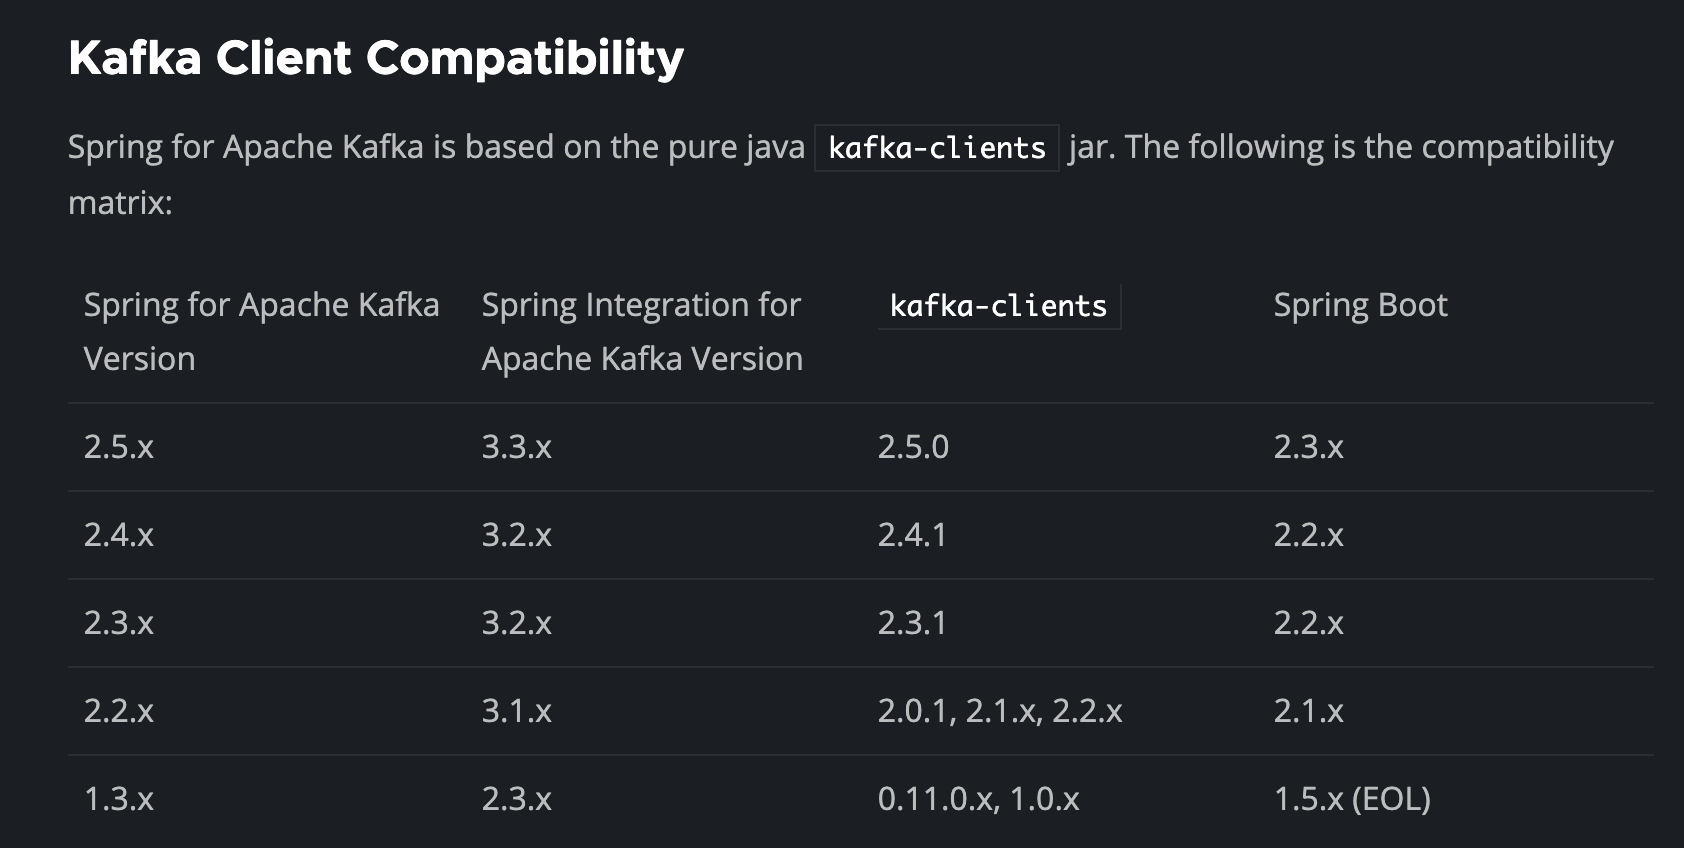 Kafka Client Compatibility
Spring for Apache Kafka is based on the pure java kafka-clients jar. The following is the compatibility
matrix:
Spring for Apache Kafka Version Spring Integration for Apache Kafka Version kafka-clients Spring Boot
2.5.x 3.3.x 2.5.0 2.3.x
2.4.x 3.2.x 2.4.1 2.2.x
2.3.x 3.2.x 2.3.1 2.2.x
2.2.x 3.1.x 2.0.1, 2.1.x, 2.2.x 2.1.x
1.3.x 2.3.x 0.11.0.x, 1.0.x 1.5.x (EOL)